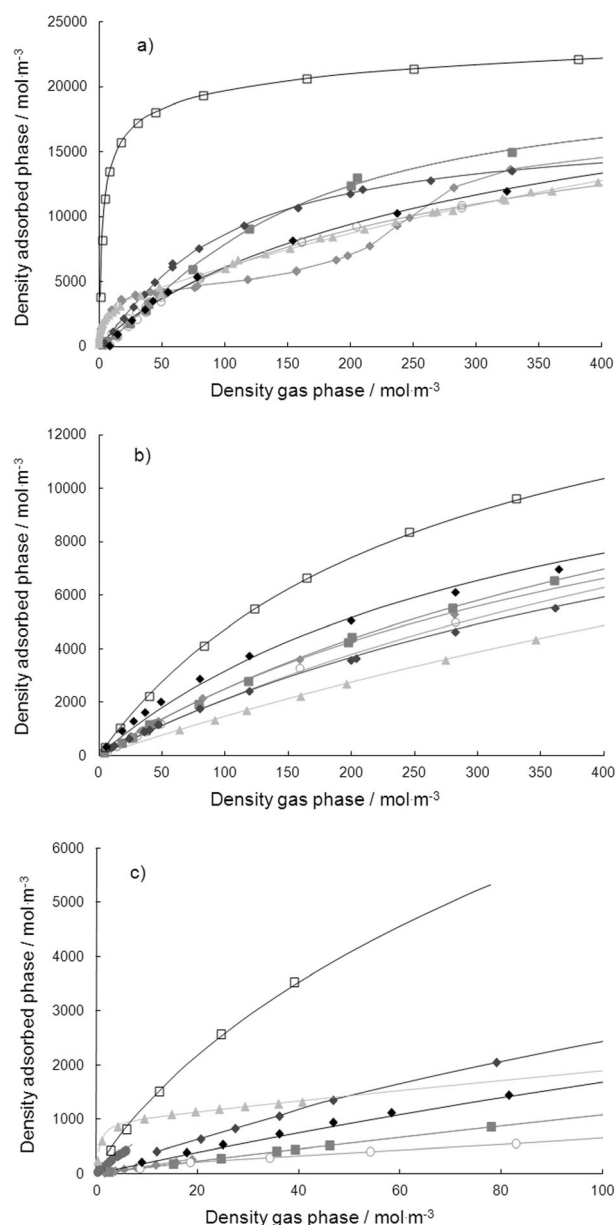 a)
Density adsorbed phase / mol·m⁻³
25000
20000
15000
10000
5000
0
0 50 100 150 200 250 300 350 400
Density gas phase / mol·m⁻³
b)
Density adsorbed phase / mol·m⁻³
12000
10000
8000
6000
4000
2000
0
0 50 100 150 200 250 300 350 400
Density gas phase / mol·m⁻³
c)
Density adsorbed phase / mol·m⁻³
6000
5000
4000
3000
2000
1000
0
0 20 40 60 80 100
Density gas phase / mol·m⁻³